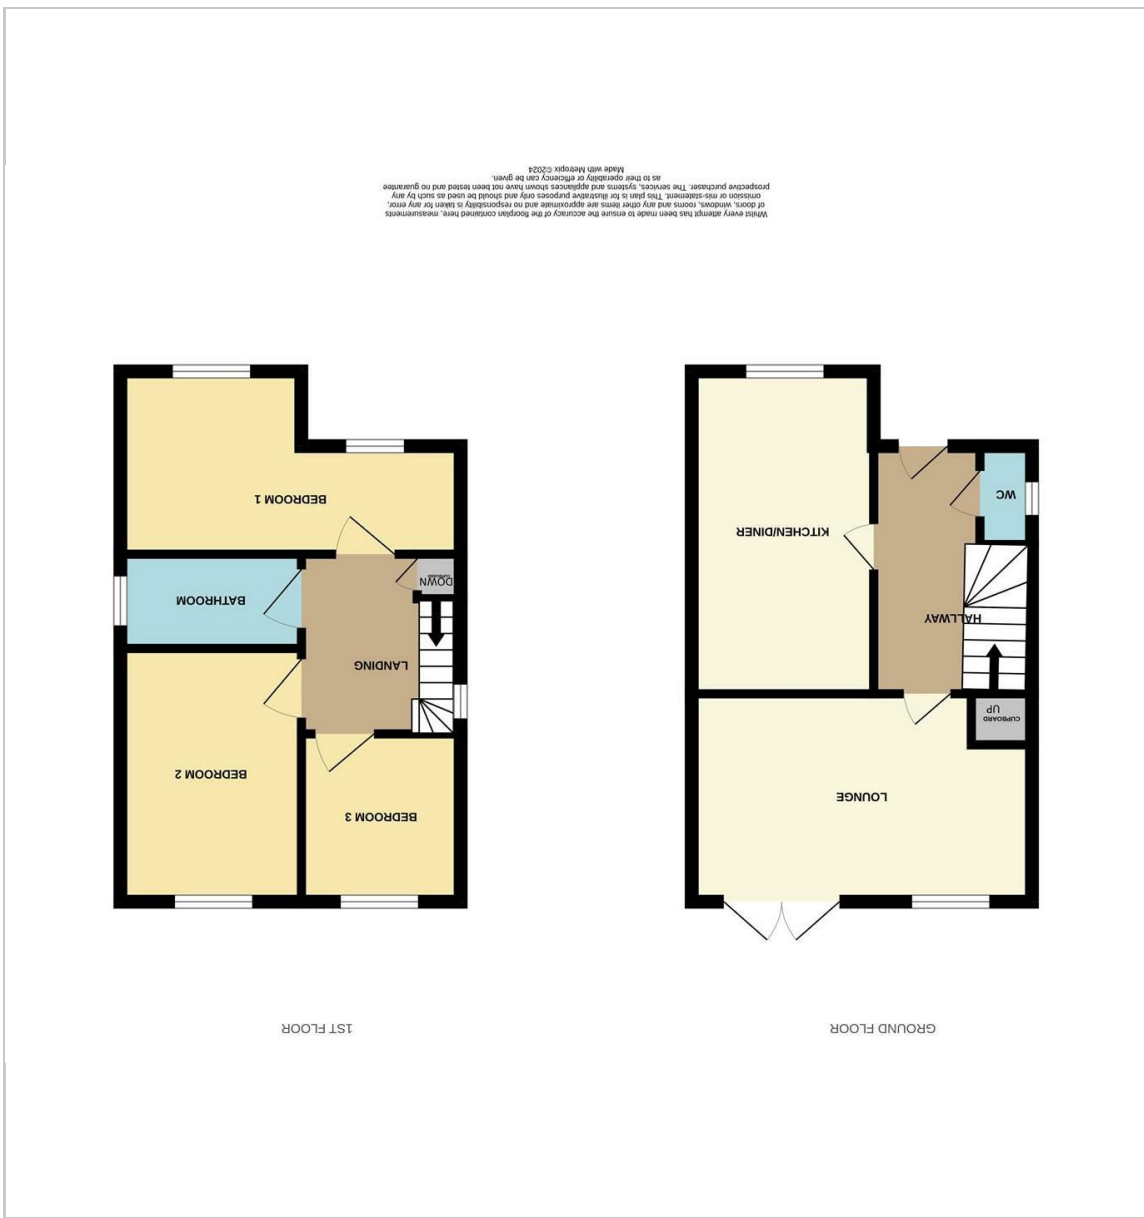 GROUND FLOOR
LOUNGE
UP
CUPBOARD
HALLWAY
KITCHEN/DINER
WC
1ST FLOOR
BEDROOM 3
BEDROOM 2
LANDING
BATHROOM
DOWN
BEDROOM 1
Whilst every attempt has been made to ensure the accuracy of the floorplan contained here, measurements
of doors, windows, rooms and any other items are approximate and no responsibility is taken for any error,
omission or mis-statement. This plan is for illustrative purposes only and should be used as such by any
prospective purchaser. The services, systems and appliances shown have not been tested and no guarantee
as to their operability or efficiency can be given.
Made with Metropix ©2024